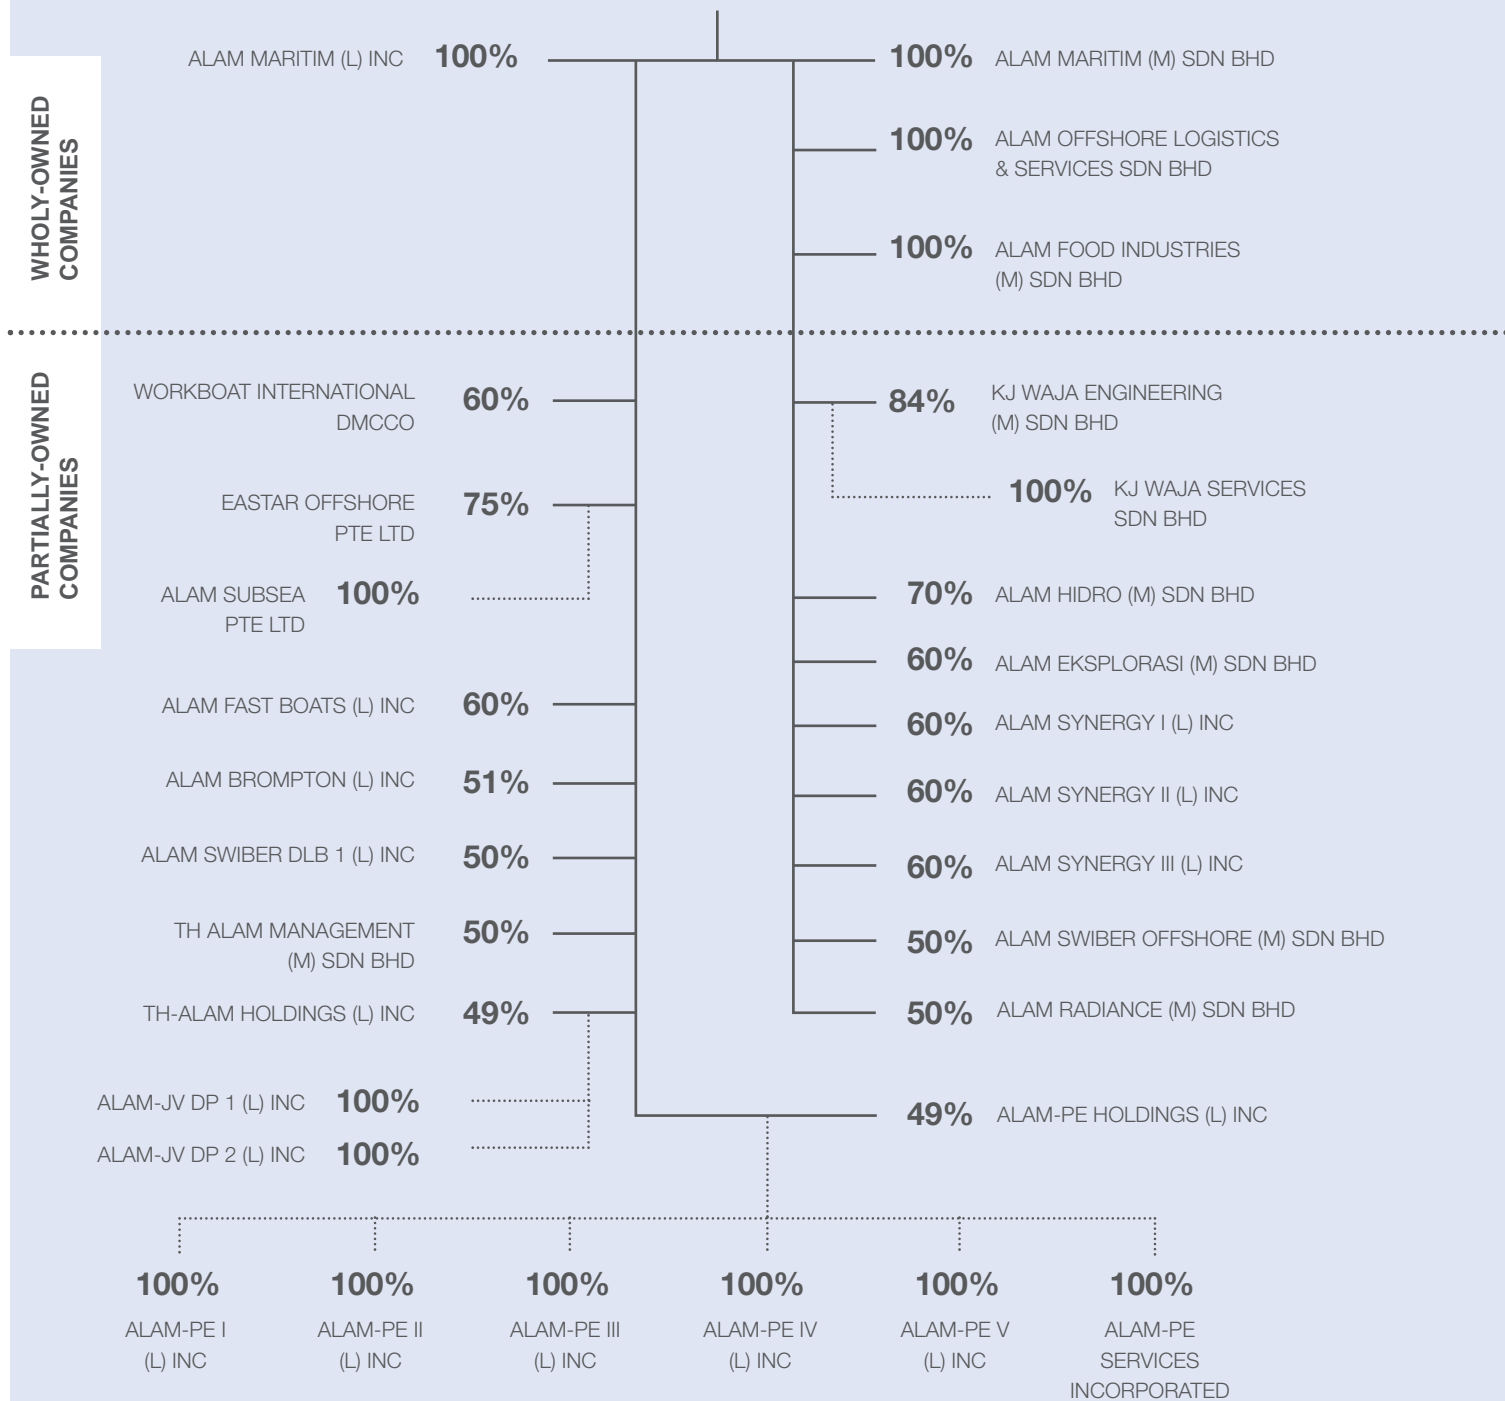 ALAM MARITIM (L) INC 100%
100% ALAM MARITIM (M) SDN BHD
100% ALAM OFFSHORE LOGISTICS
& SERVICES SDN BHD
100% ALAM FOOD INDUSTRIES
(M) SDN BHD
WHOLY-OWNED
COMPANIES
PARTIALLY-OWNED
COMPANIES
WORKBOAT INTERNATIONAL
DMCCO
60%
EASTAR OFFSHORE
PTE LTD
75%
ALAM SUBSEA
PTE LTD
100%
ALAM FAST BOATS (L) INC 60%
ALAM BROMPTON (L) INC 51%
ALAM SWIBER DLB 1 (L) INC 50%
TH ALAM MANAGEMENT
(M) SDN BHD
50%
TH-ALAM HOLDINGS (L) INC 49%
ALAM-JV DP 1 (L) INC 100%
ALAM-JV DP 2 (L) INC 100%
84% KJ WAJA ENGINEERING
(M) SDN BHD
100% KJ WAJA SERVICES
SDN BHD
70% ALAM HIDRO (M) SDN BHD
60% ALAM EKSPLORASI (M) SDN BHD
60% ALAM SYNERGY I (L) INC
60% ALAM SYNERGY II (L) INC
60% ALAM SYNERGY III (L) INC
50% ALAM SWIBER OFFSHORE (M) SDN BHD
50% ALAM RADIANCE (M) SDN BHD
49% ALAM-PE HOLDINGS (L) INC
100%
ALAM-PE I
(L) INC
100%
ALAM-PE II
(L) INC
100%
ALAM-PE III
(L) INC
100%
ALAM-PE IV
(L) INC
100%
ALAM-PE V
(L) INC
100%
ALAM-PE
SERVICES
INCORPORATED